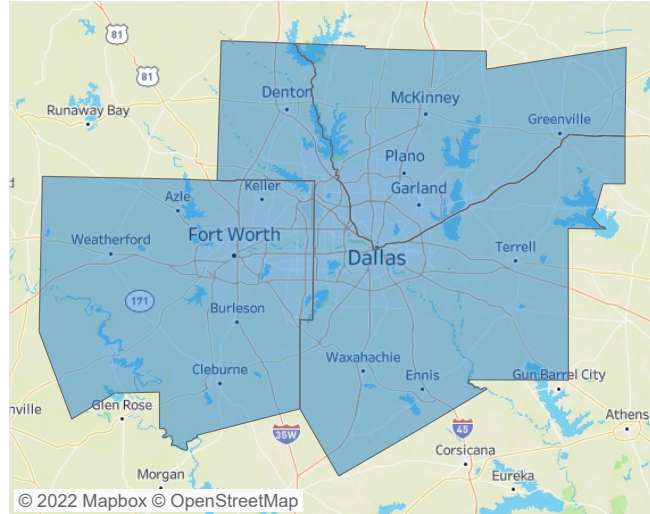 81
81
Runaway Bay
Denton
McKinney
Greenville
Plano
Garland
Keller
Azle
Weatherford
Fort Worth
Dallas
Terrell
171
Burleson
Waxahachie
Cleburne
Ennis
Gun Barrel City
nville
Glen Rose
Athens
35W
45
Corsicana
Morgan
Eureka
© 2022 Mapbox © OpenStreetMap